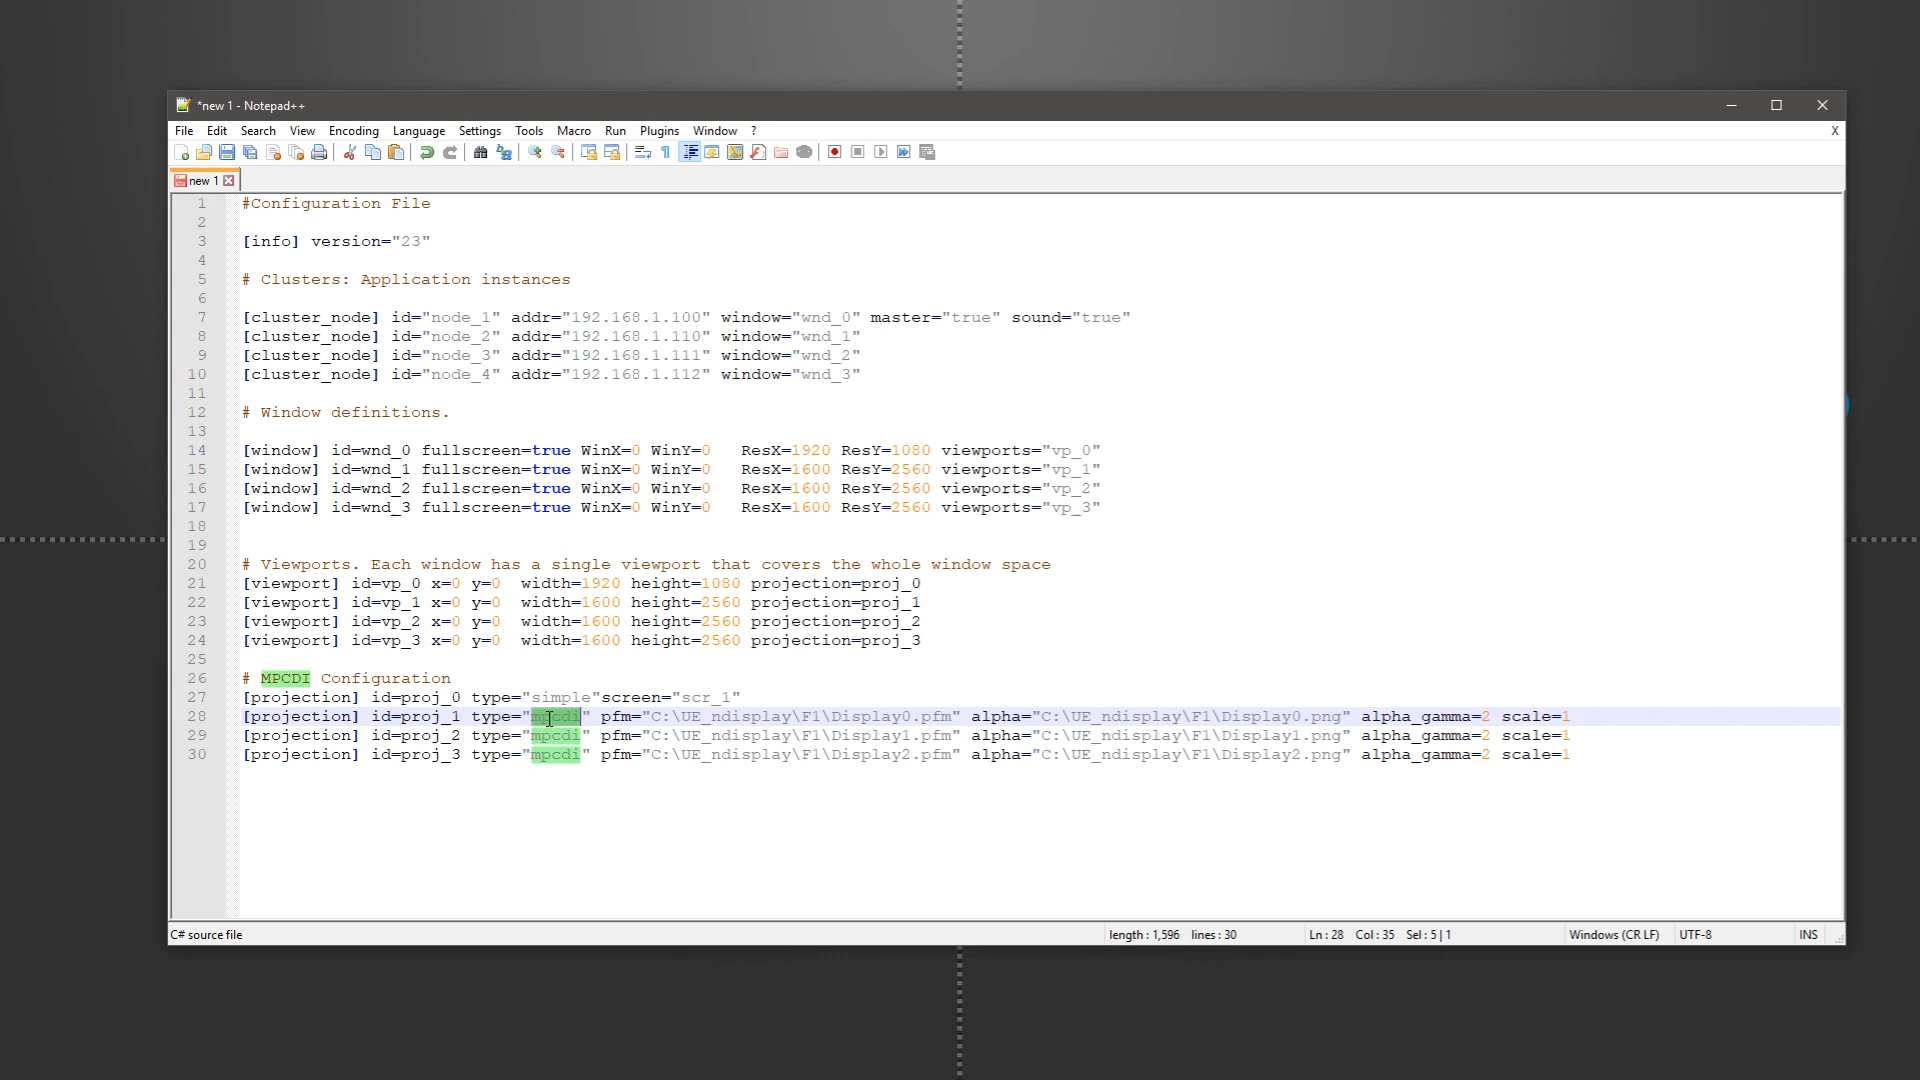 *new 1 - Notepad++
File Edit Search View Encoding Language Settings Tools Macro Run Plugins Window ?
X
new 1
1 #Configuration File
2
3 [info] version="23"
4
5 # Clusters: Application instances
6
7 [cluster_node] id="node_1" addr="192.168.1.100" window="wnd_0" master="true" sound="true"
8 [cluster_node] id="node_2" addr="192.168.1.110" window="wnd_1"
9 [cluster_node] id="node_3" addr="192.168.1.111" window="wnd_2"
10 [cluster_node] id="node_4" addr="192.168.1.112" window="wnd_3"
11
12 # Window definitions.
13
14 [window] id=wnd_0 fullscreen=true WinX=0 WinY=0 ResX=1920 ResY=1080 viewports="vp_0"
15 [window] id=wnd_1 fullscreen=true WinX=0 WinY=0 ResX=1600 ResY=2560 viewports="vp_1"
16 [window] id=wnd_2 fullscreen=true WinX=0 WinY=0 ResX=1600 ResY=2560 viewports="vp_2"
17 [window] id=wnd_3 fullscreen=true WinX=0 WinY=0 ResX=1600 ResY=2560 viewports="vp_3"
18
19
20 # Viewports. Each window has a single viewport that covers the whole window space
21 [viewport] id=vp_0 x=0 y=0 width=1920 height=1080 projection=proj_0
22 [viewport] id=vp_1 x=0 y=0 width=1600 height=2560 projection=proj_1
23 [viewport] id=vp_2 x=0 y=0 width=1600 height=2560 projection=proj_2
24 [viewport] id=vp_3 x=0 y=0 width=1600 height=2560 projection=proj_3
25
26 # MPCDI Configuration
27 [projection] id=proj_0 type="simple"screen="scr_1"
28 [projection] id=proj_1 type="mpcdi" pfm="C:\UE_ndisplay\F1\Display0.pfm" alpha="C:\UE_ndisplay\F1\Display0.png" alpha_gamma=2 scale=1
29 [projection] id=proj_2 type="mpcdi" pfm="C:\UE_ndisplay\F1\Display1.pfm" alpha="C:\UE_ndisplay\F1\Display1.png" alpha_gamma=2 scale=1
30 [projection] id=proj_3 type="mpcdi" pfm="C:\UE_ndisplay\F1\Display2.pfm" alpha="C:\UE_ndisplay\F1\Display2.png" alpha_gamma=2 scale=1
C# source file length : 1,596 lines : 30 Ln : 28 Col : 35 Sel : 5 | 1 Windows (CR LF) UTF-8 INS